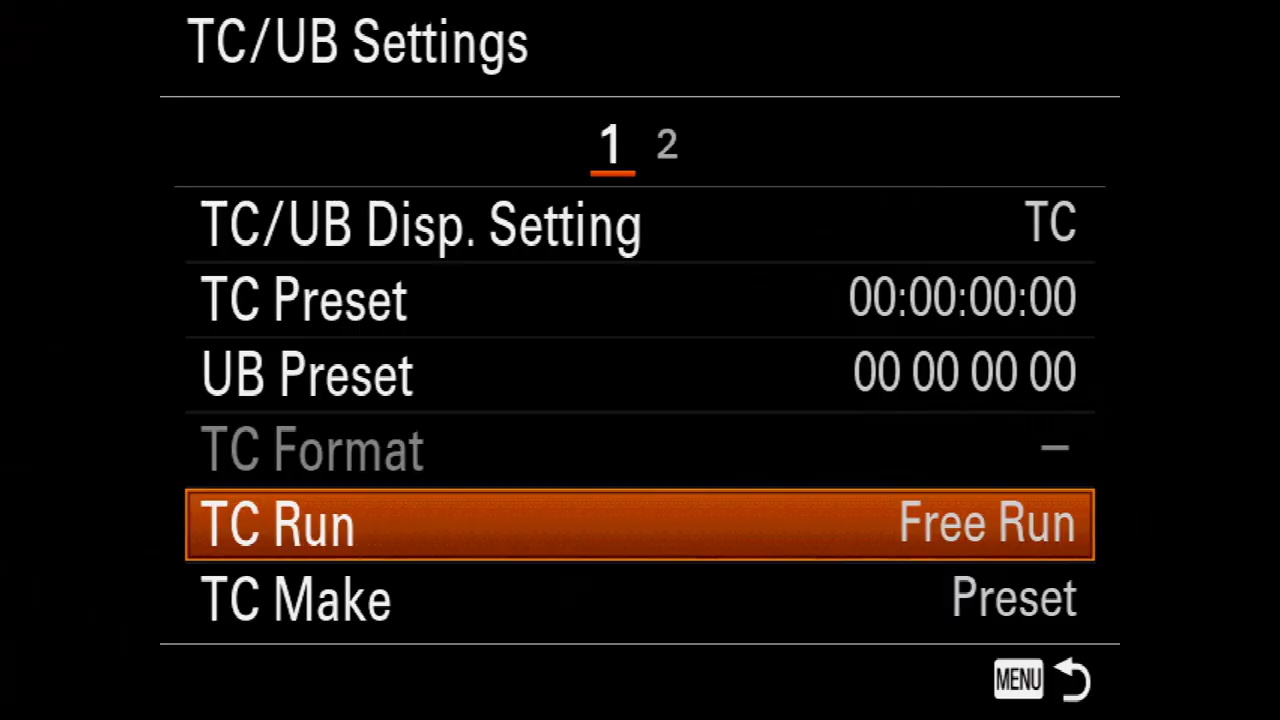 TC/UB Settings
1 2
TC/UB Disp. Setting TC
TC Preset 00:00:00:00
UB Preset 00 00 00 00
TC Format –
TC Run Free Run
TC Make Preset
MENU